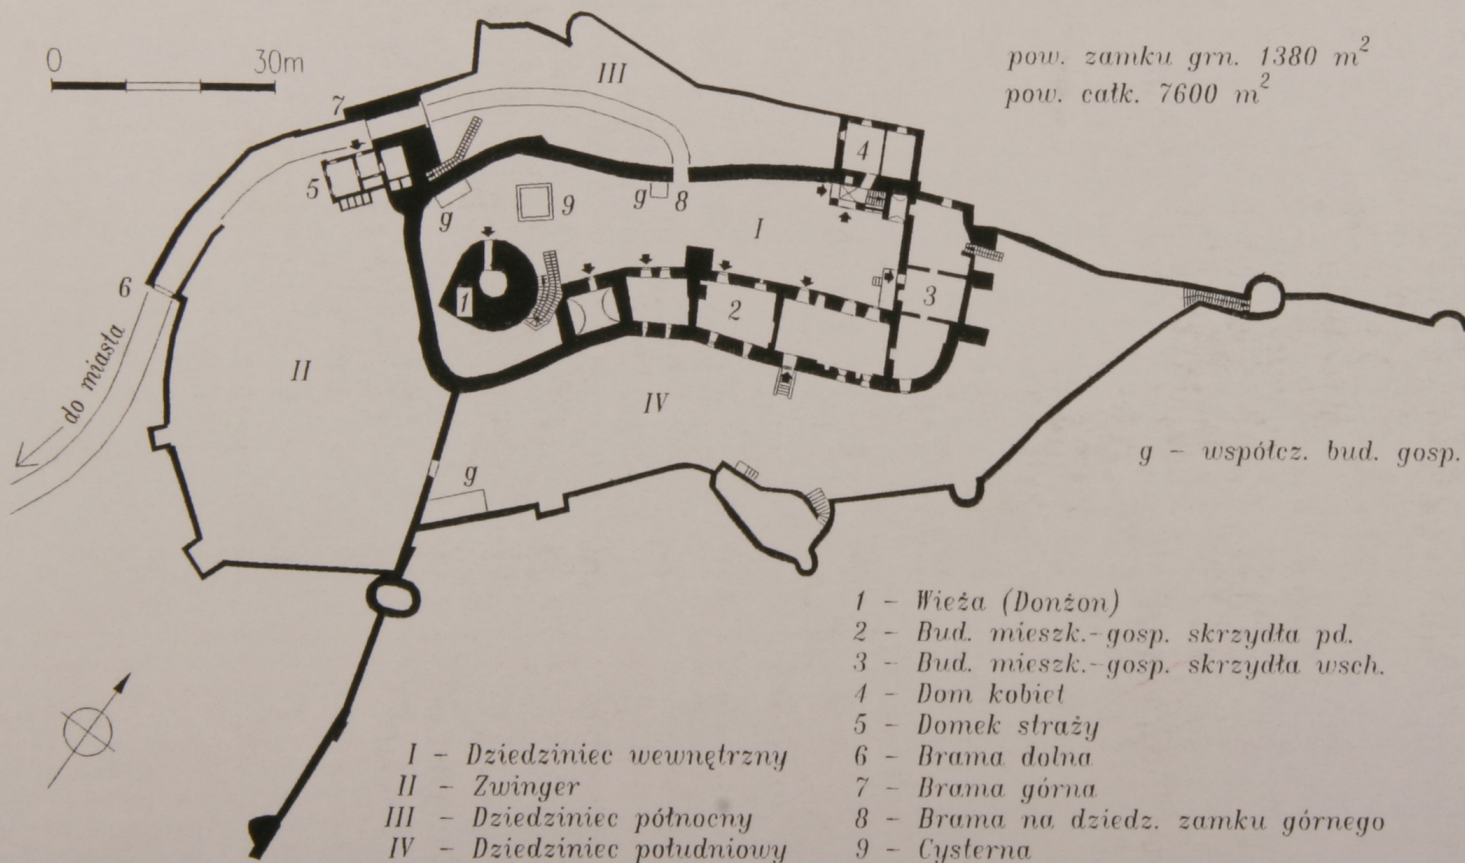 0 30m
pow. zamku grn. 1380 m²
pow. całk. 7600 m²
III
7
4
5
g
9
g
8
I
6
1
2
3
II
do miasta
IV
g
g - współcz. bud. gosp.
1 - Wieża (Donżon)
2 - Bud. mieszk.-gosp. skrzydła pd.
3 - Bud. mieszk.-gosp. skrzydła wsch.
4 - Dom kobiet
5 - Domek straży
6 - Brama dolna
7 - Brama górna
8 - Brama na dziedz. zamku górnego
9 - Cysterna
I - Dziedziniec wewnętrzny
II - Zwinger
III - Dziedziniec północny
IV - Dziedziniec południowy